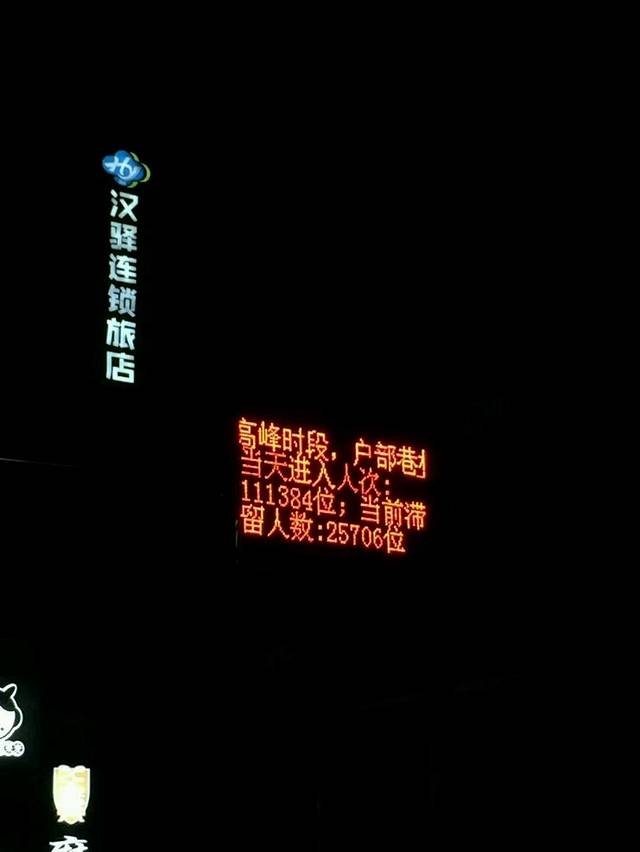 汉驿连锁旅店
高峰时段，户部巷
当天进入人次：
111384位；当前滞
留人数:25706位